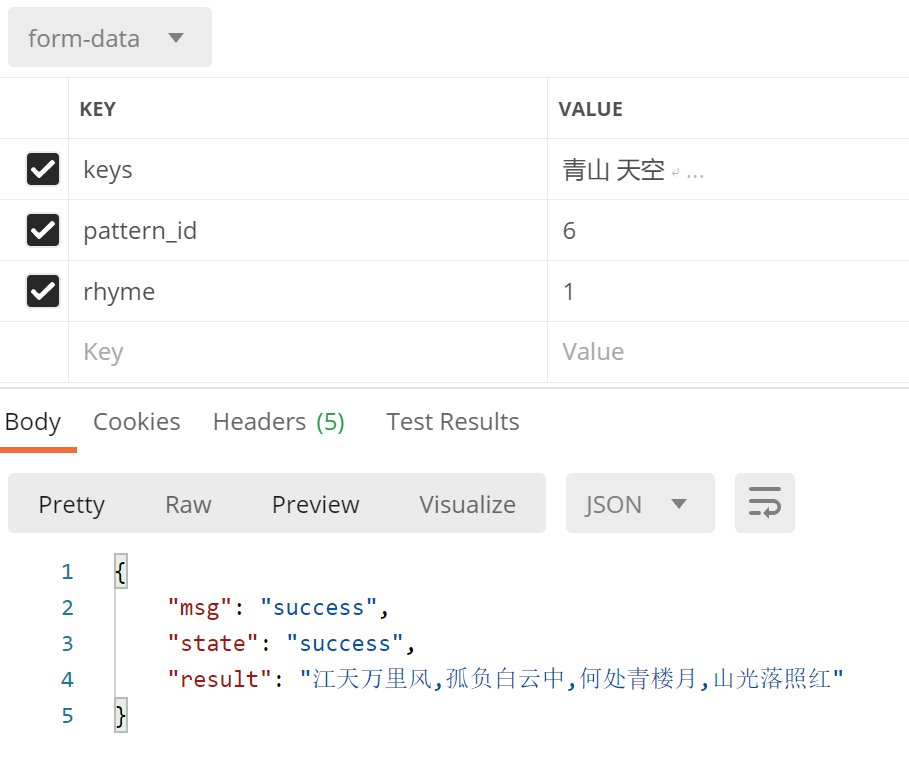 form-data
KEY VALUE
keys 青山 天空 ↵ ...
pattern_id 6
rhyme 1
Key Value
Body Cookies Headers (5) Test Results
Pretty Raw Preview Visualize JSON
1 {
2 "msg": "success",
3 "state": "success",
4 "result": "江天万里风,孤负白云中,何处青楼月,山光落照红"
5 }